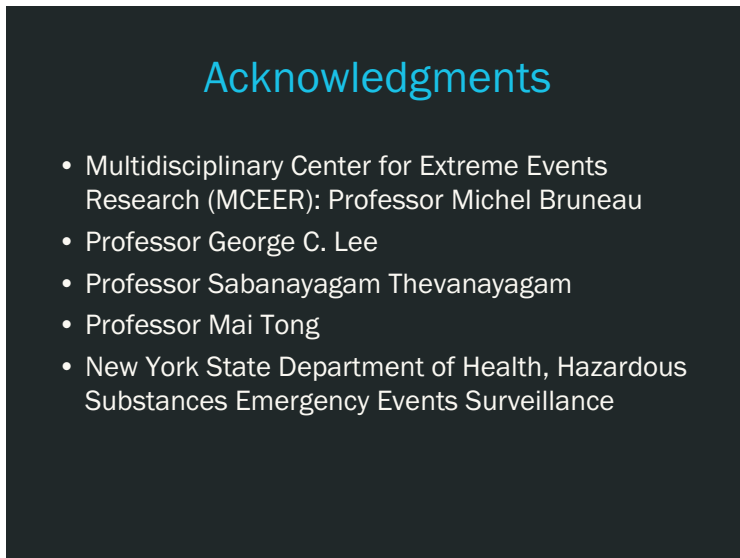 Acknowledgments
• Multidisciplinary Center for Extreme Events
Research (MCEER): Professor Michel Bruneau
• Professor George C. Lee
• Professor Sabanayagam Thevanayagam
• Professor Mai Tong
• New York State Department of Health, Hazardous
Substances Emergency Events Surveillance